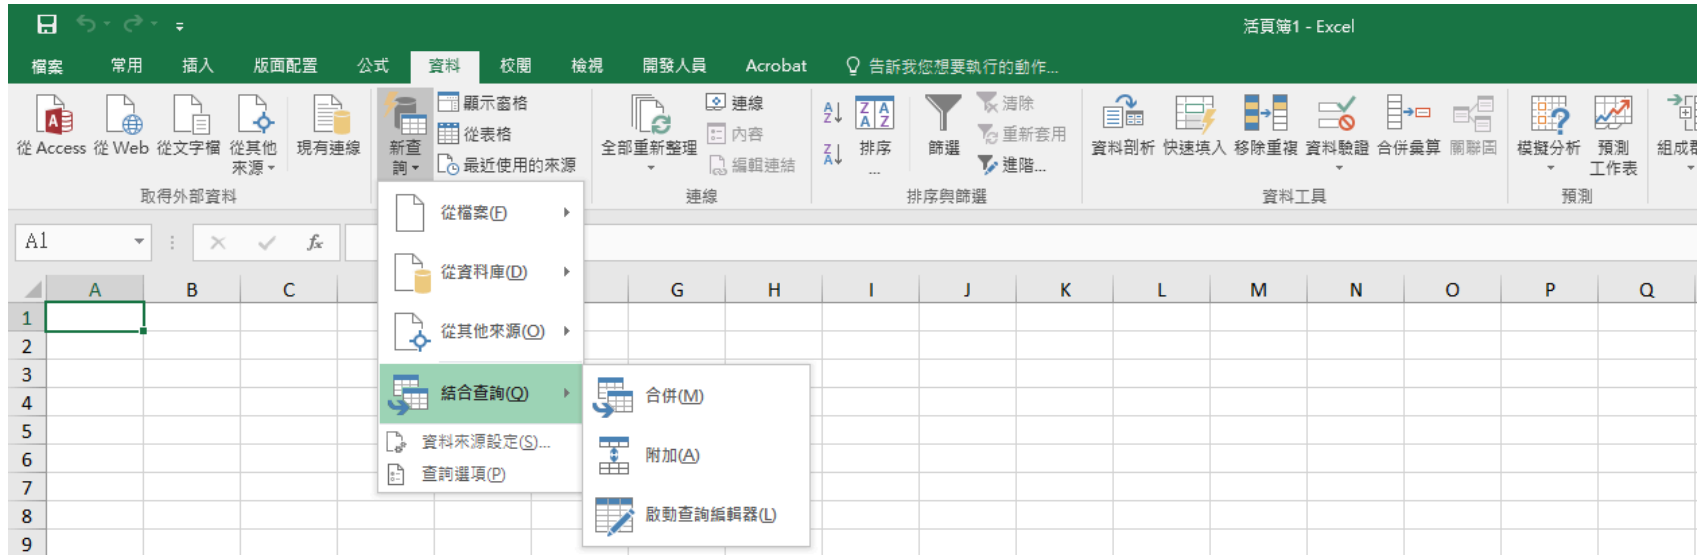 活頁簿1 - Excel
檔案 常用 插入 版面配置 公式 資料 校閱 檢視 開發人員 Acrobat 告訴我您想要執行的動作...
從 Access 從 Web 從文字檔 從其他來源 現有連線
取得外部資料
新查詢
顯示窗格
從表格
最近使用的來源
全部重新整理
連線
內容
編輯連結
連線
排序...
篩選
清除
重新套用
進階...
排序與篩選
資料剖析 快速填入 移除重複 資料驗證 合併彙算 關聯圖
資料工具
模擬分析 預測工作表
預測
組成群
從檔案(F)
從資料庫(D)
從其他來源(O)
結合查詢(Q)
資料來源設定(S)...
查詢選項(P)
合併(M)
附加(A)
啟動查詢編輯器(L)
A1 fx
A B C G H I J K L M N O P Q
1
2
3
4
5
6
7
8
9